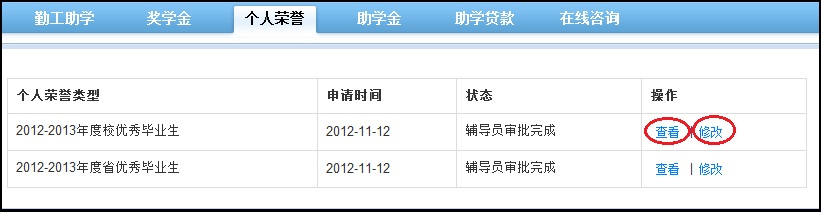 勤工助学 奖学金 个人荣誉 助学金 助学贷款 在线咨询
个人荣誉类型 申请时间 状态 操作
2012-2013年度校优秀毕业生 2012-11-12 辅导员审批完成 查看 | 修改
2012-2013年度省优秀毕业生 2012-11-12 辅导员审批完成 查看 | 修改